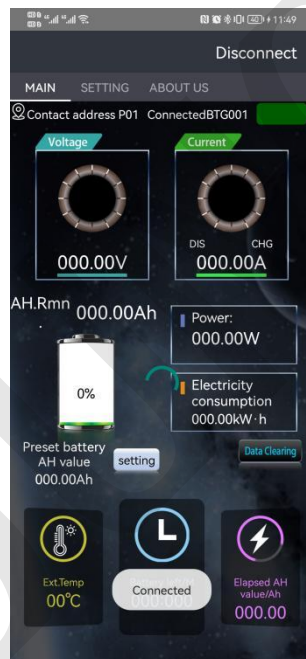 11:49
Disconnect
MAIN SETTING ABOUT US
Contact address P01 ConnectedBTG001
Voltage Current
DIS CHG
000.00V 000.00A
AH.Rmn 000.00Ah
Power:
000.00W
0%
Electricity
consumption
000.00kW·h
Preset battery
AH value
000.00Ah
setting
Data Clearing
Ext.Temp
00°C
Connected
Elapsed AH
value/Ah
000.00